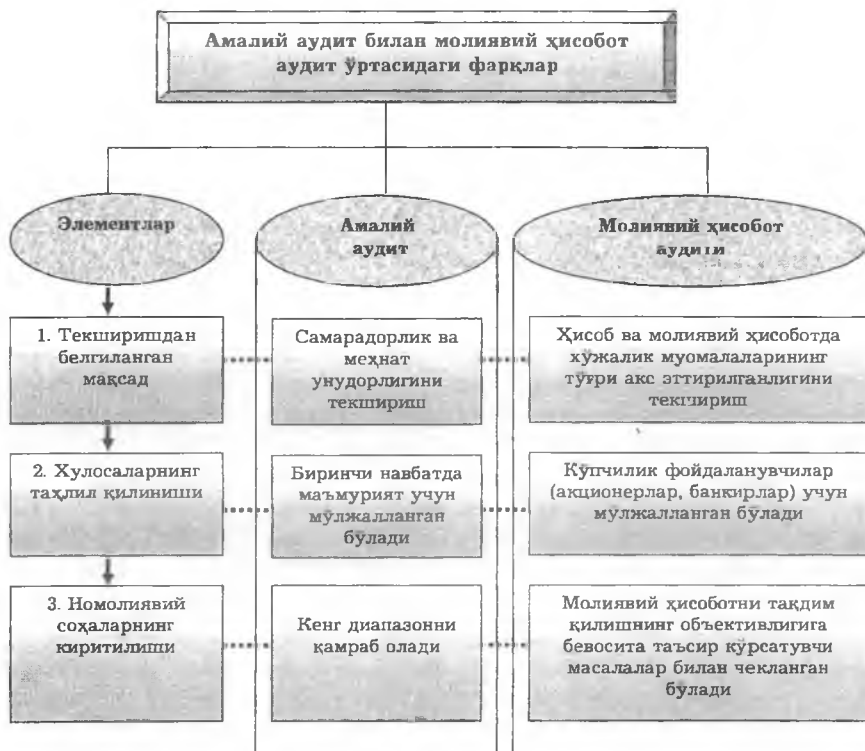 Амалий аудит билан молиявий ҳисобот
аудит ўртасидаги фарқлар
Элементлар
Амалий
аудит
Молиявий ҳисобот
аудити
1. Текширишдан
белгиланган
мақсад
Самарадорлик ва
меҳнат
унудорлигини
текшириш
Ҳисоб ва молиявий ҳисоботда
хўжалик муомалаларининг
тўғри акс эттирилганлигини
текшириш
2. Хулосаларнинг
таҳлил қилиниши
Биринчи навбатда
маъмурият учун
мўлжалланган
бўлади
Кўпчилик фойдаланувчилар
(акционерлар, банкирлар) учун
мўлжалланган бўлади
3. Номолиявий
соҳаларнинг
киритилиши
Кенг диапазонни
қамраб олади
Молиявий ҳисоботни тақдим
қилишнинг объективлигига
бевосита таъсир кўрсатувчи
масалалар билан чекланган
бўлади